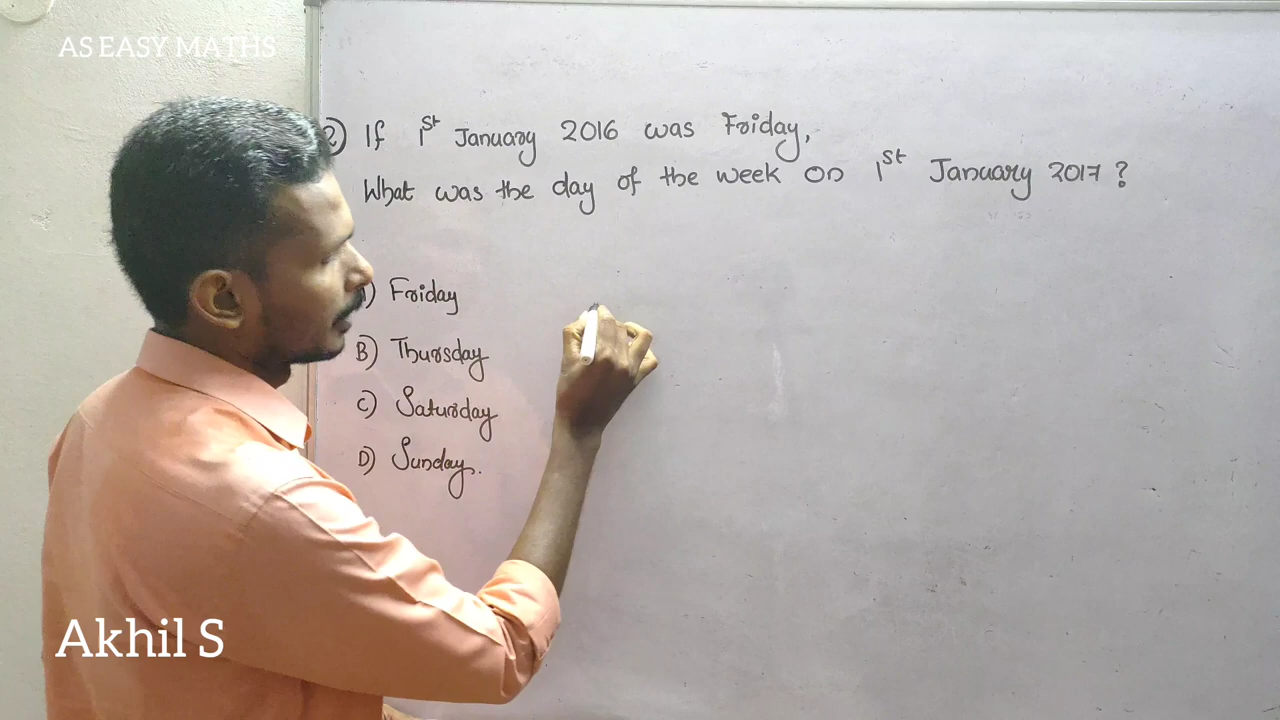 AS EASY MATHS
2) If 1st January 2016 was Friday,
What was the day of the week on 1st January 2017?
A) Friday
B) Thursday
C) Saturday
D) Sunday.
Akhil S